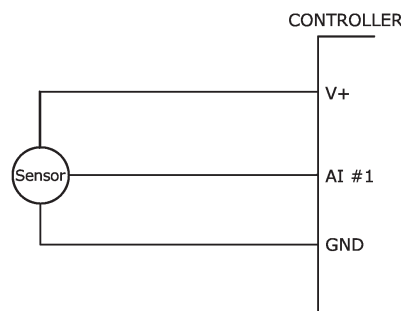 CONTROLLER
V+
Sensor
AI #1
GND